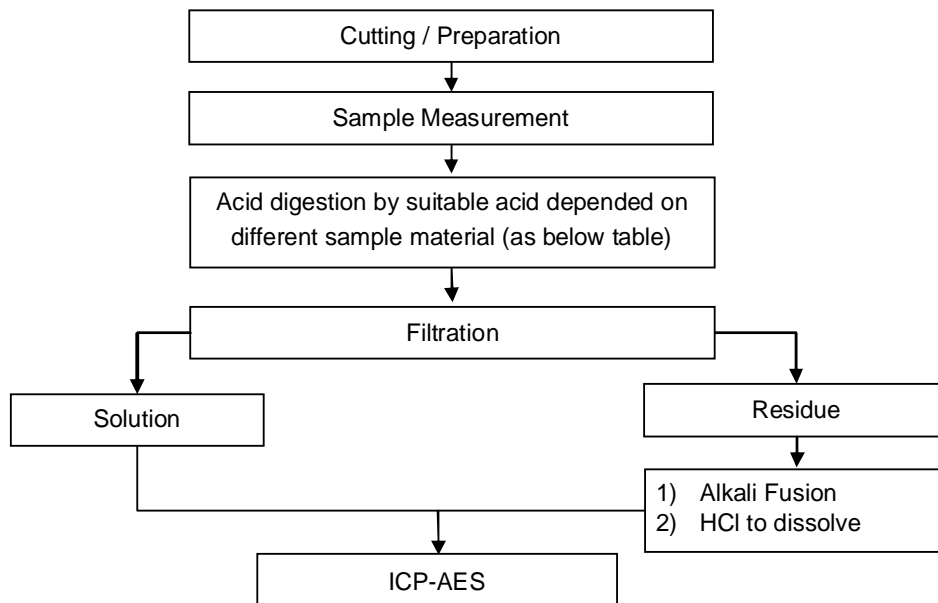 Cutting / Preparation
Sample Measurement
Acid digestion by suitable acid depended on
different sample material (as below table)
Filtration
Solution
Residue
1) Alkali Fusion
2) HCl to dissolve
ICP-AES